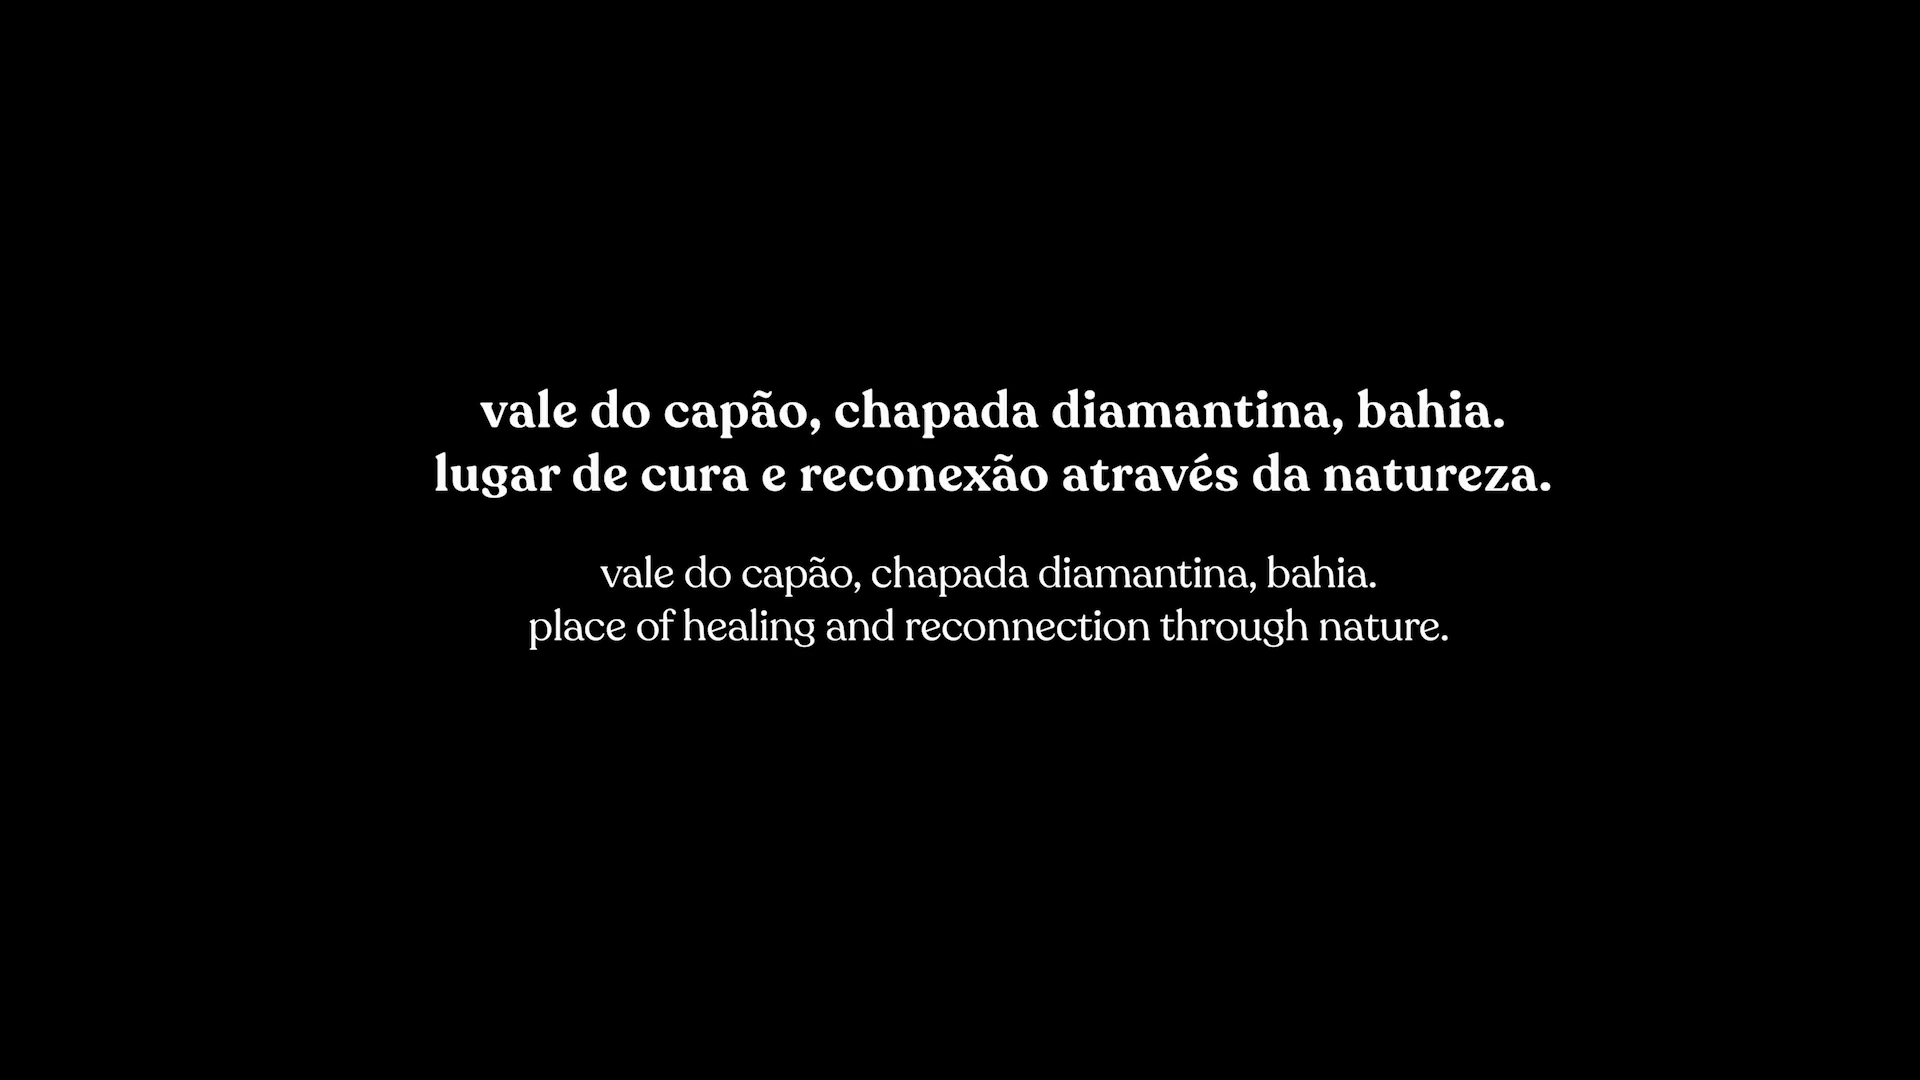 vale do capão, chapada diamantina, bahia.
lugar de cura e reconexão através da natureza.
vale do capão, chapada diamantina, bahia.
place of healing and reconnection through nature.